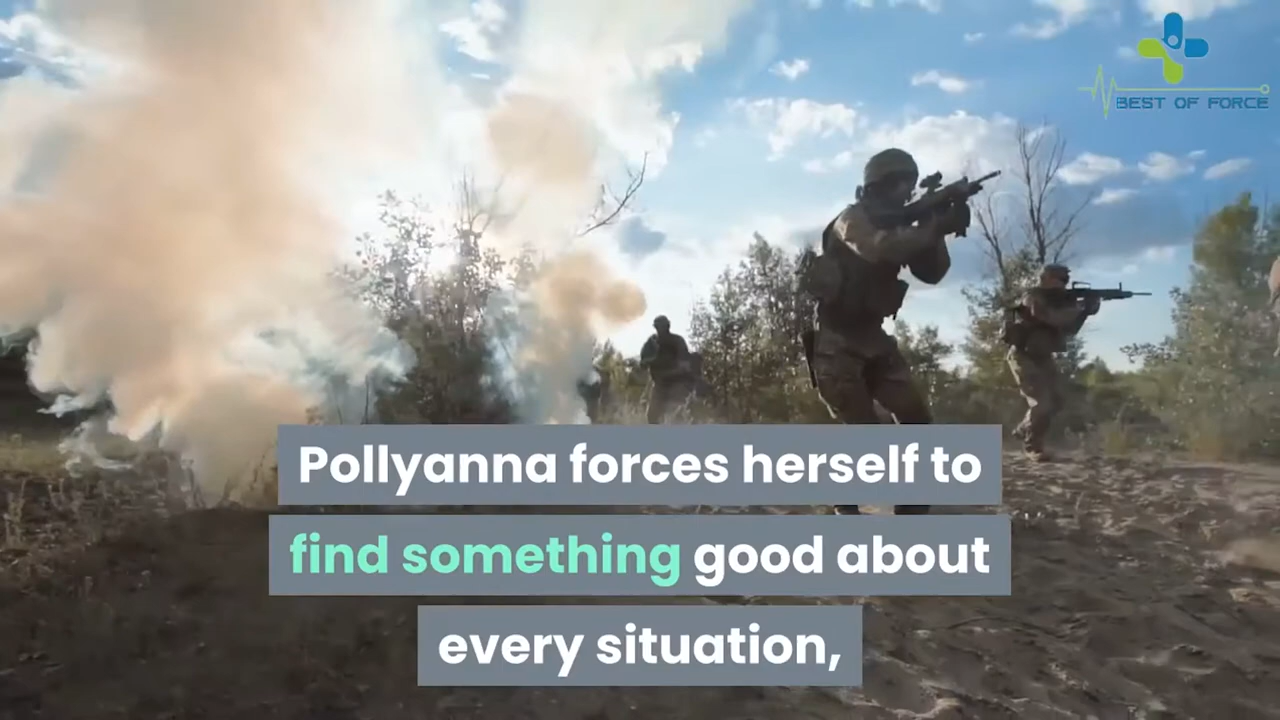 BEST OF FORCE
Pollyanna forces herself to
find something good about
every situation,